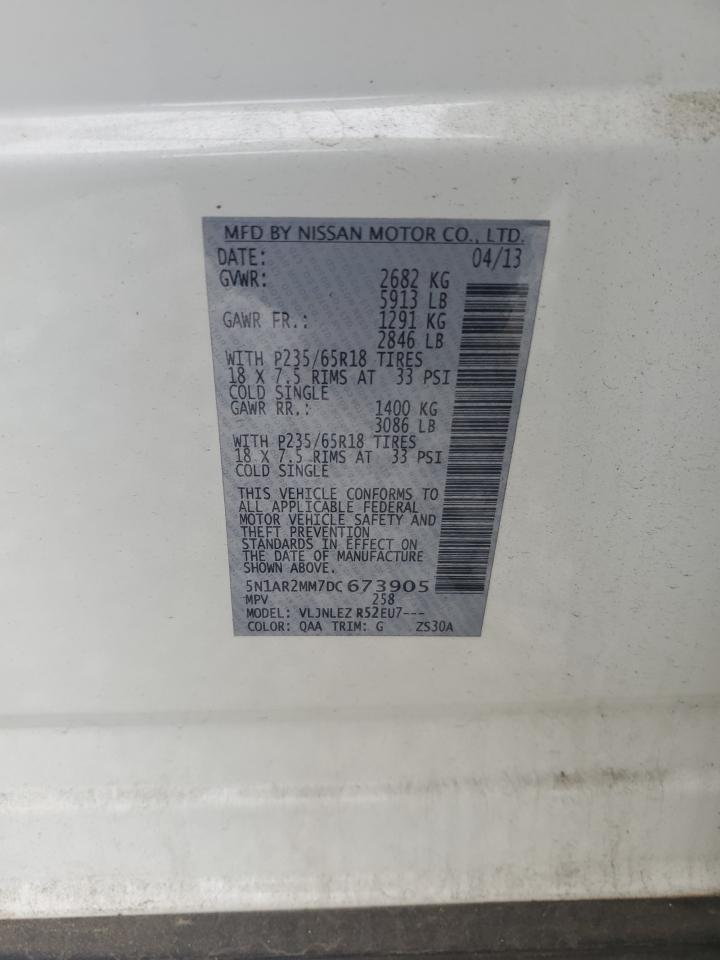 MFD BY NISSAN MOTOR CO., LTD.
DATE: 04/13
GVWR: 2682 KG
5913 LB
GAWR FR.: 1291 KG
2846 LB
WITH P235/65R18 TIRES
18 X 7.5 RIMS AT 33 PSI
COLD SINGLE
GAWR RR.: 1400 KG
3086 LB
WITH P235/65R18 TIRES
18 X 7.5 RIMS AT 33 PSI
COLD SINGLE
THIS VEHICLE CONFORMS TO
ALL APPLICABLE FEDERAL
MOTOR VEHICLE SAFETY AND
THEFT PREVENTION
STANDARDS IN EFFECT ON
THE DATE OF MANUFACTURE
SHOWN ABOVE.
5N1AR2MM7DC673905
MPV 258
MODEL: VLJNLEZ R52EU7---
COLOR: QAA TRIM: G ZS30A